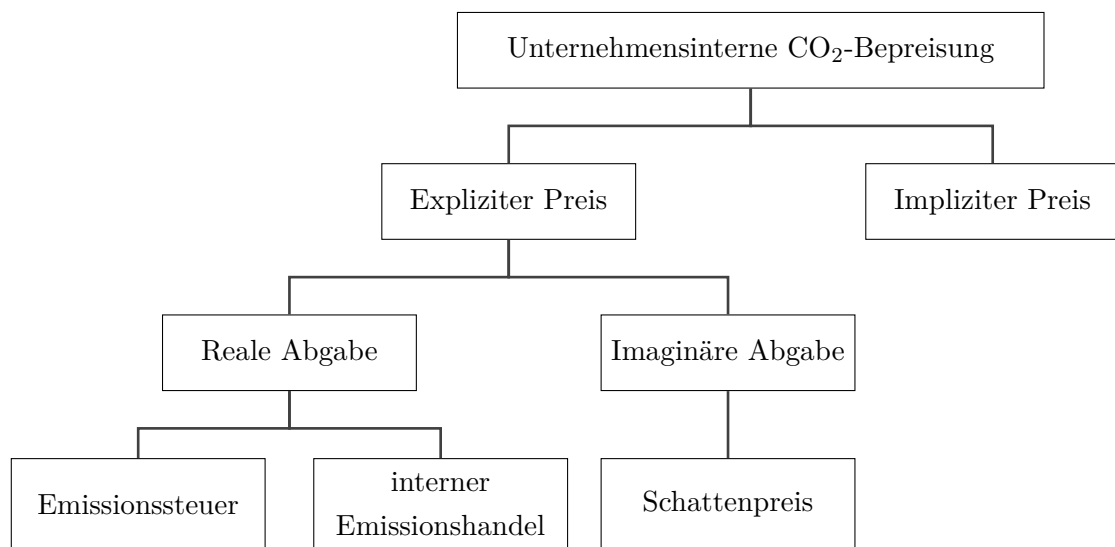 Unternehmensinterne CO₂-Bepreisung
Expliziter Preis
Impliziter Preis
Reale Abgabe
Imaginäre Abgabe
Emissionssteuer
interner
Emissionshandel
Schattenpreis